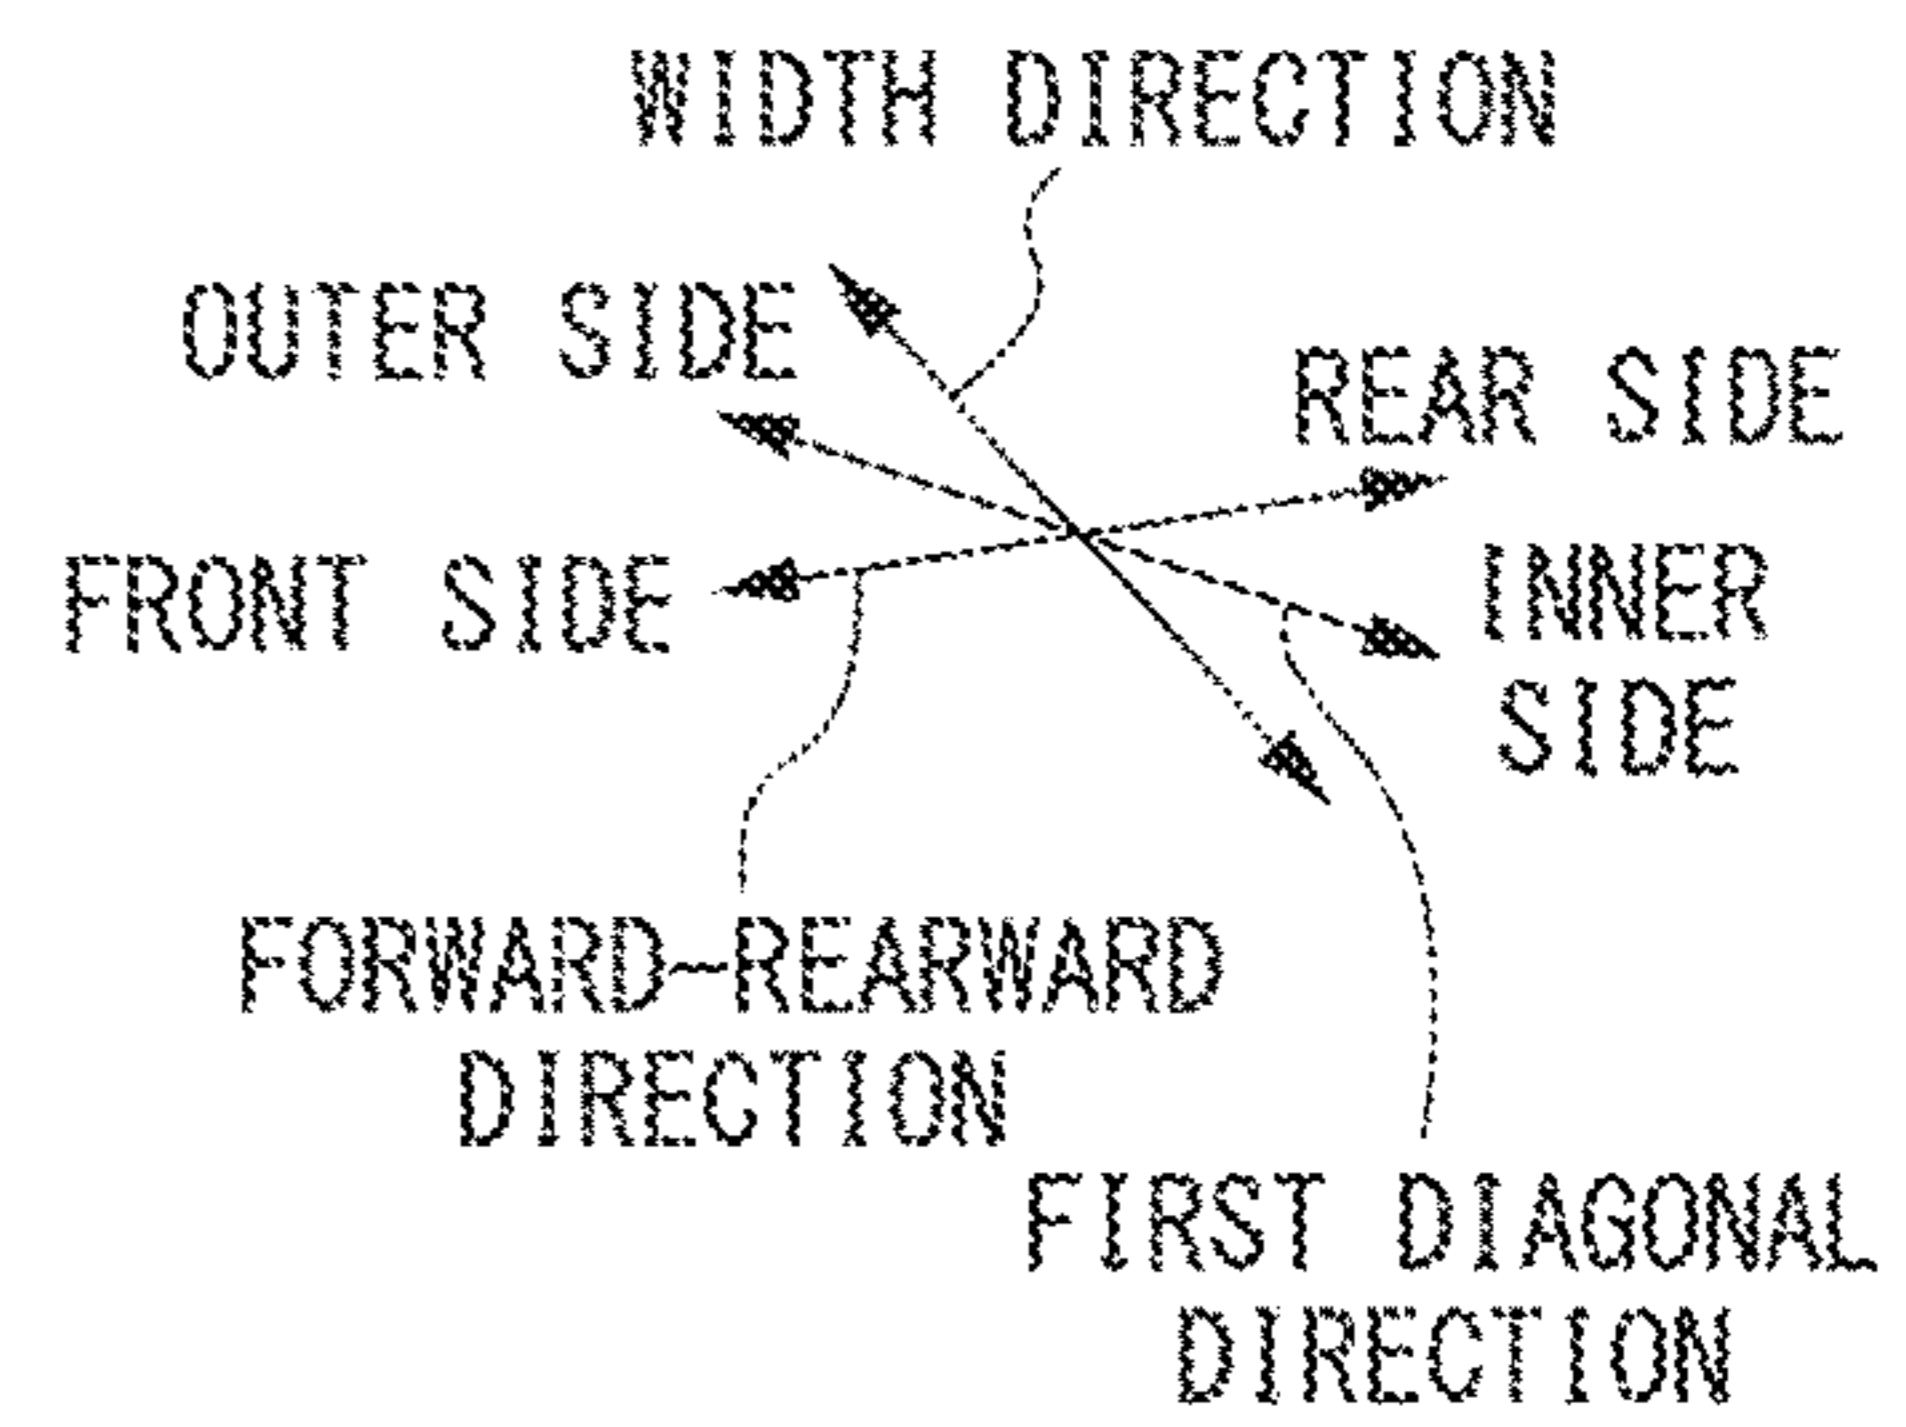 WIDTH DIRECTION
OUTER SIDE
REAR SIDE
FRONT SIDE
INNER
SIDE
FORWARD-REARWARD
DIRECTION
FIRST DIAGONAL
DIRECTION